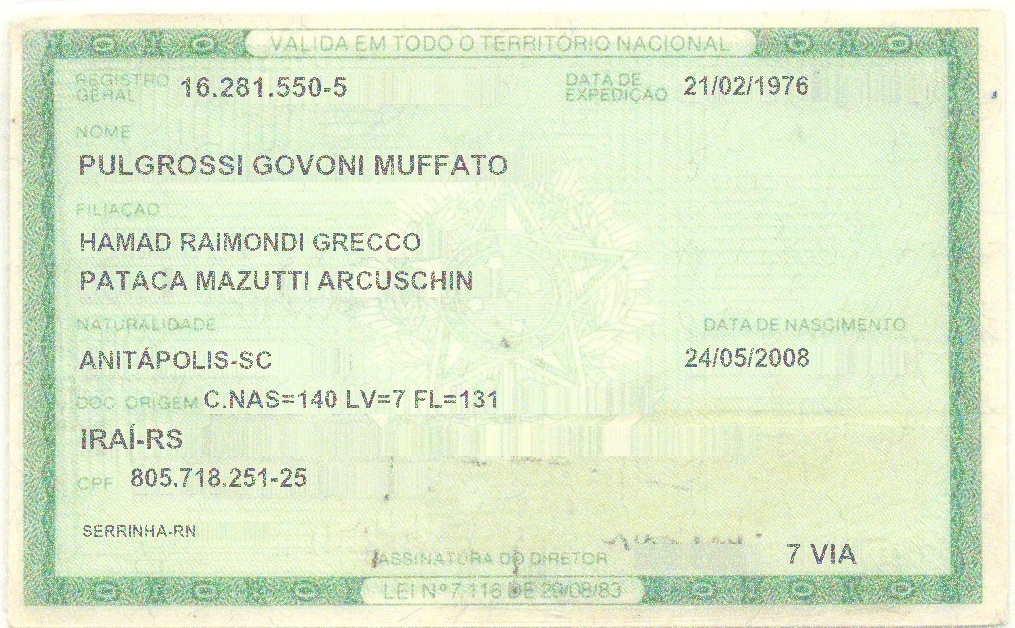 VÁLIDA EM TODO O TERRITÓRIO NACIONAL
REGISTRO GERAL 16.281.550-5 DATA DE EXPEDIÇÃO 21/02/1976
NOME
PULGROSSI GOVONI MUFFATO
FILIAÇÃO
HAMAD RAIMONDI GRECCO
PATACA MAZUTTI ARCUSCHIN
NATURALIDADE DATA DE NASCIMENTO
ANITÁPOLIS-SC 24/05/2008
DOC ORIGEM C.NAS=140 LV=7 FL=131
IRAÍ-RS
CPF 805.718.251-25
SERRINHA-RN
ASSINATURA DO DIRETOR 7 VIA
LEI Nº 7.116 DE 29/08/83